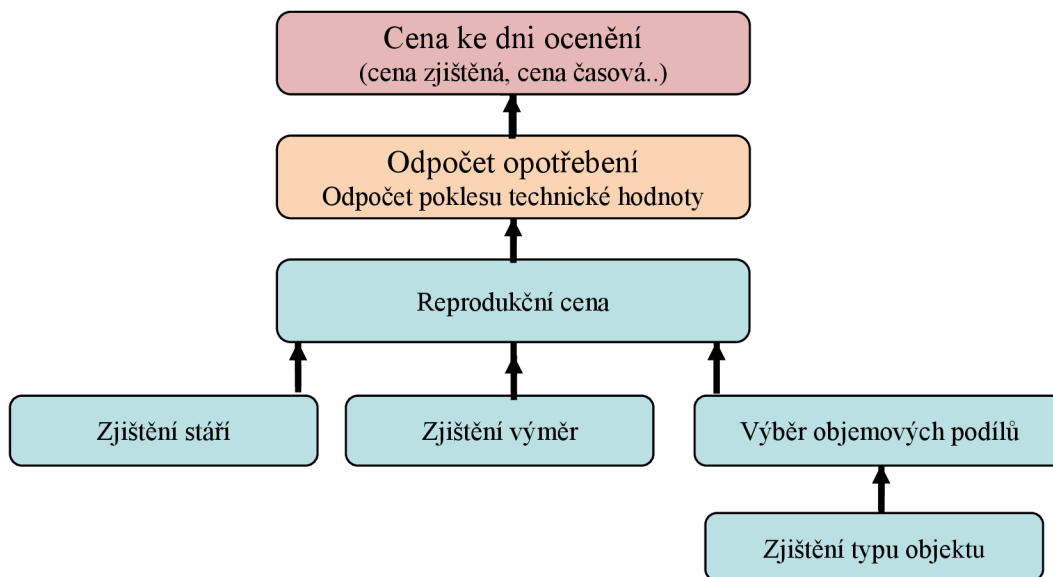 Cena ke dni ocenění
(cena zjištěná, cena časová..)
Odpočet opotřebení
Odpočet poklesu technické hodnoty
Reprodukční cena
Zjištění stáří
Zjištění výměr
Výběr objemových podílů
Zjištění typu objektu